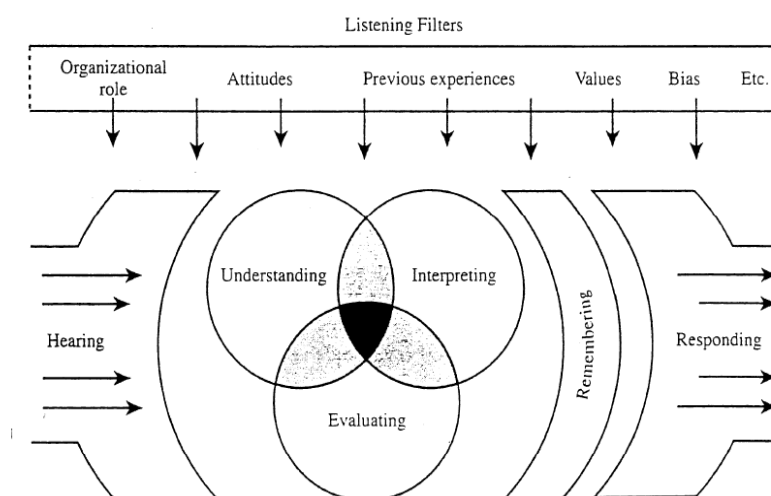 Listening Filters
Organizational
role
Attitudes
Previous experiences
Values
Bias
Etc.
Understanding
Interpreting
Hearing
Remembering
Responding
Evaluating